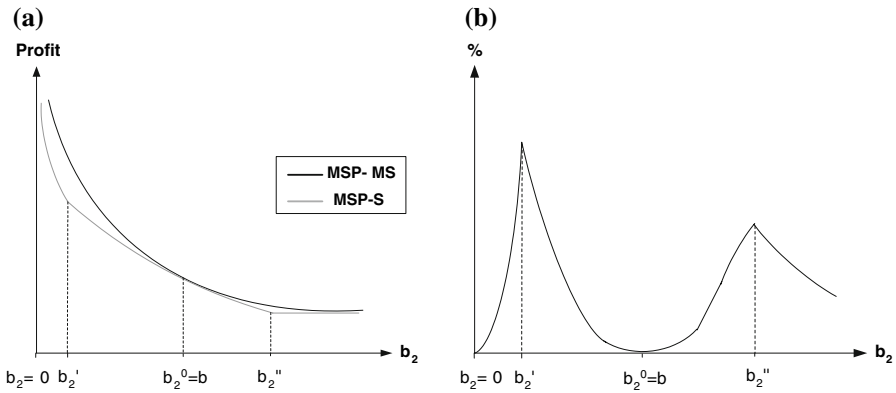 (a)
Profit
MSP- MS
MSP-S
b₂
b₂= 0 b₂' b₂⁰=b b₂''
(b)
%
b₂
b₂= 0 b₂' b₂⁰=b b₂''